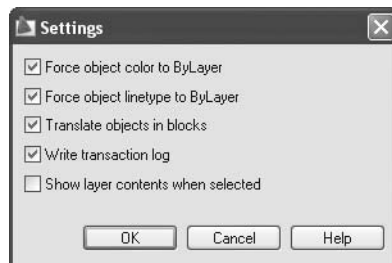 Settings
Force object color to ByLayer
Force object linetype to ByLayer
Translate objects in blocks
Write transaction log
Show layer contents when selected
OK Cancel Help